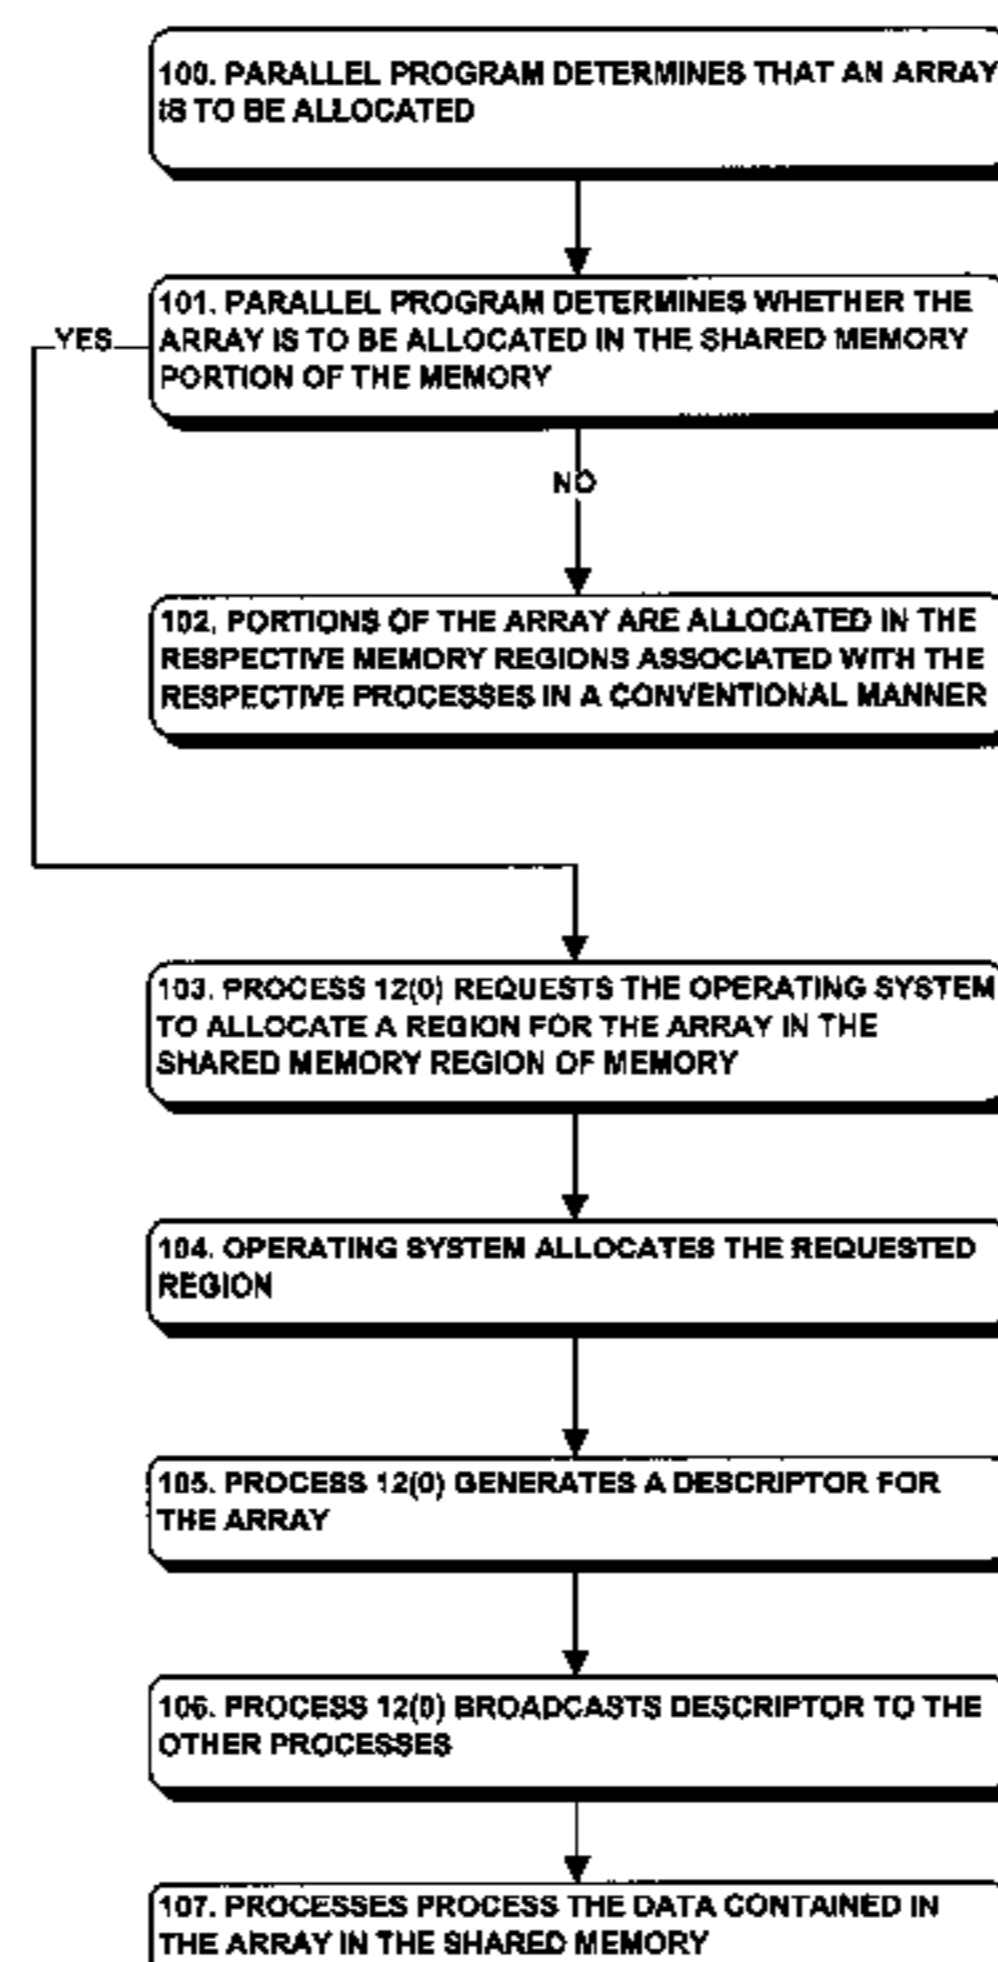 100. PARALLEL PROGRAM DETERMINES THAT AN ARRAY
IS TO BE ALLOCATED
101. PARALLEL PROGRAM DETERMINES WHETHER THE
YES
ARRAY IS TO BE ALLOCATED IN THE SHARED MEMORY
PORTION OF THE MEMORY
NO
102. PORTIONS OF THE ARRAY ARE ALLOCATED IN THE
RESPECTIVE MEMORY REGIONS ASSOCIATED WITH THE
RESPECTIVE PROCESSES IN A CONVENTIONAL MANNER
103. PROCESS 12(0) REQUESTS THE OPERATING SYSTEM
TO ALLOCATE A REGION FOR THE ARRAY IN THE
SHARED MEMORY REGION OF MEMORY
104. OPERATING SYSTEM ALLOCATES THE REQUESTED
REGION
105. PROCESS 12(0) GENERATES A DESCRIPTOR FOR
THE ARRAY
106. PROCESS 12(0) BROADCASTS DESCRIPTOR TO THE
OTHER PROCESSES
107. PROCESSES PROCESS THE DATA CONTAINED IN
THE ARRAY IN THE SHARED MEMORY